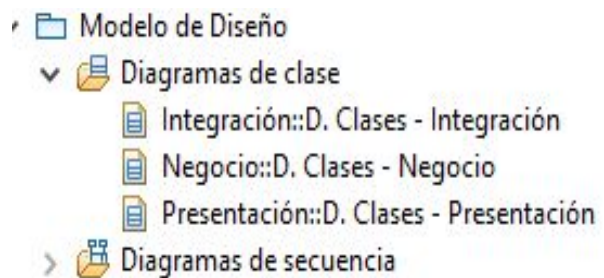 Modelo de Diseño
Diagramas de clase
Integración::D. Clases - Integración
Negocio::D. Clases - Negocio
Presentación::D. Clases - Presentación
Diagramas de secuencia